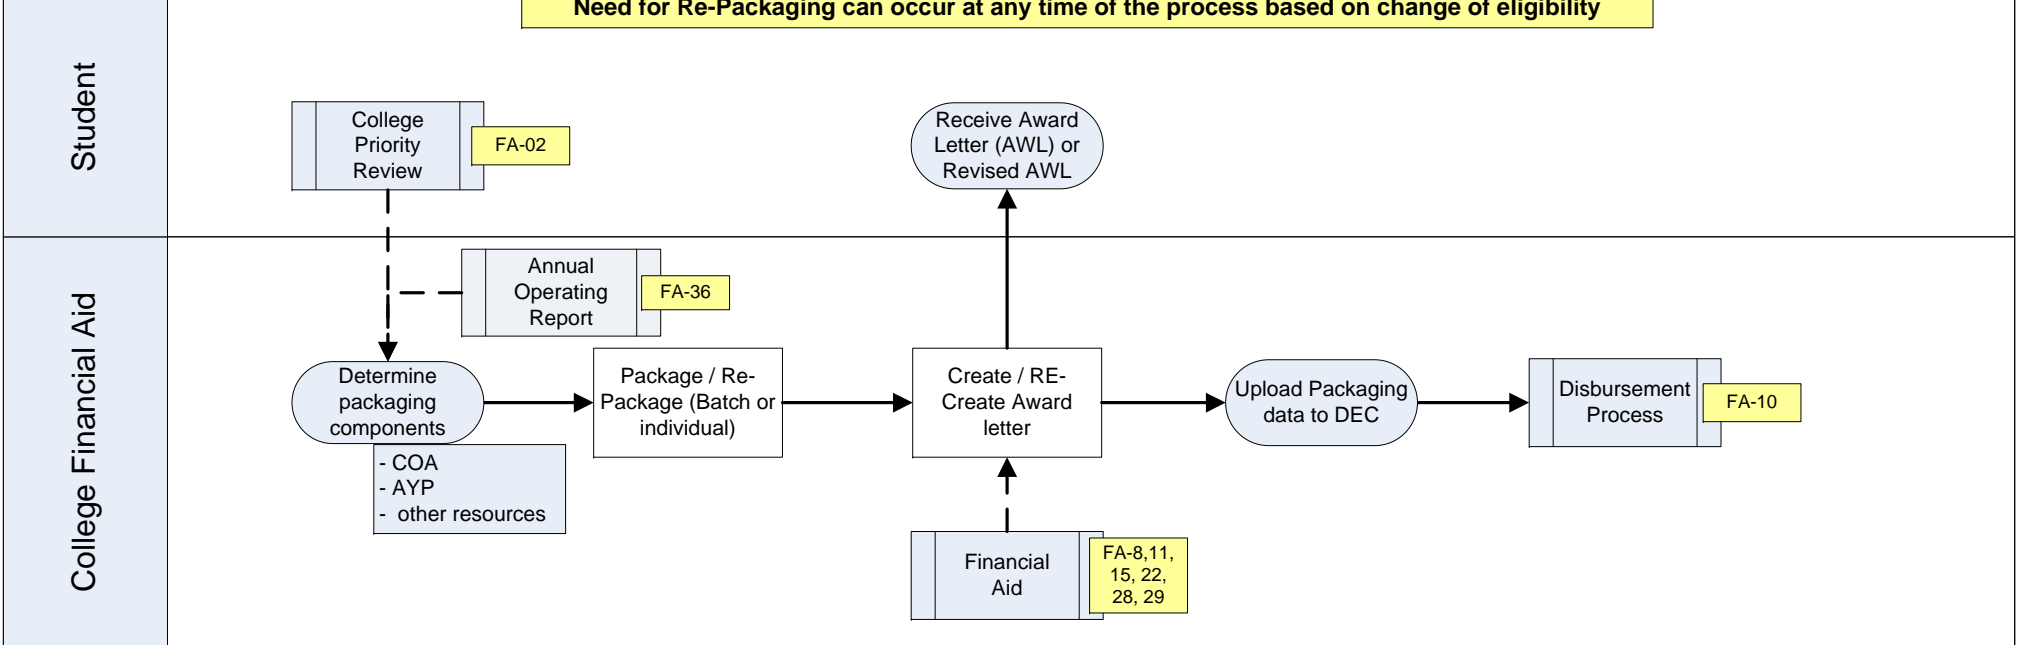 Need for Re-Packaging can occur at any time of the process based on change of eligibility
Student
College
Priority
Review
FA-02
Receive Award
Letter (AWL) or
Revised AWL
College Financial Aid
Annual
Operating
Report
FA-36
Determine
packaging
components
- COA
- AYP
- other resources
Package / Re-
Package (Batch or
individual)
Create / RE-
Create Award
letter
Upload Packaging
data to DEC
Disbursement
Process
FA-10
Financial
Aid
FA-8,11,
15, 22,
28, 29